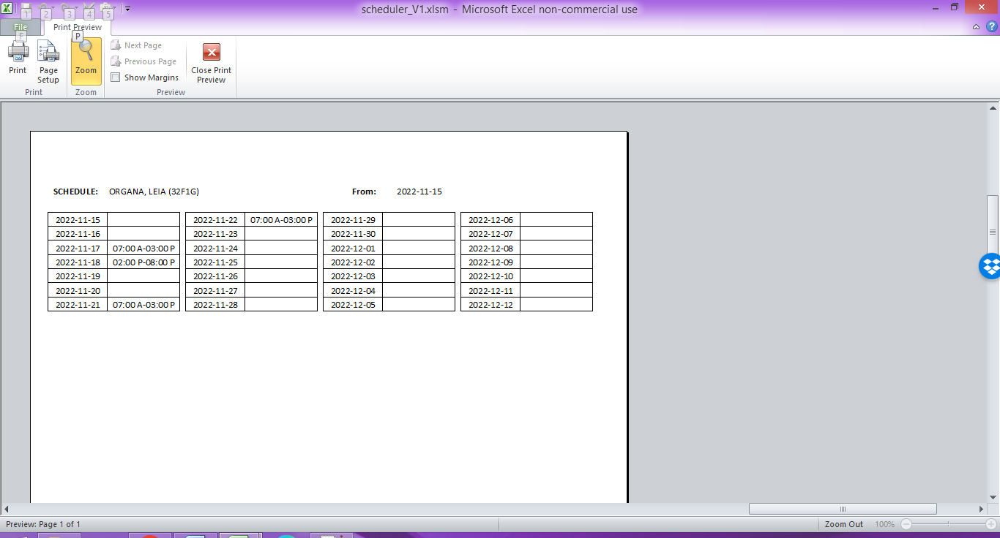 scheduler_V1.xlsm - Microsoft Excel non-commercial use
1 2 3 4 5
File Print Preview
F P
Print Page Setup Zoom Next Page Previous Page Show Margins Close Print Preview
Print Zoom Preview
SCHEDULE: ORGANA, LEIA (32F1G) From: 2022-11-15
2022-11-15 2022-11-22 07:00 A-03:00 P 2022-11-29 2022-12-06
2022-11-16 2022-11-23 2022-11-30 2022-12-07
2022-11-17 07:00 A-03:00 P 2022-11-24 2022-12-01 2022-12-08
2022-11-18 02:00 P-08:00 P 2022-11-25 2022-12-02 2022-12-09
2022-11-19 2022-11-26 2022-12-03 2022-12-10
2022-11-20 2022-11-27 2022-12-04 2022-12-11
2022-11-21 07:00 A-03:00 P 2022-11-28 2022-12-05 2022-12-12
Preview: Page 1 of 1 Zoom Out 100%